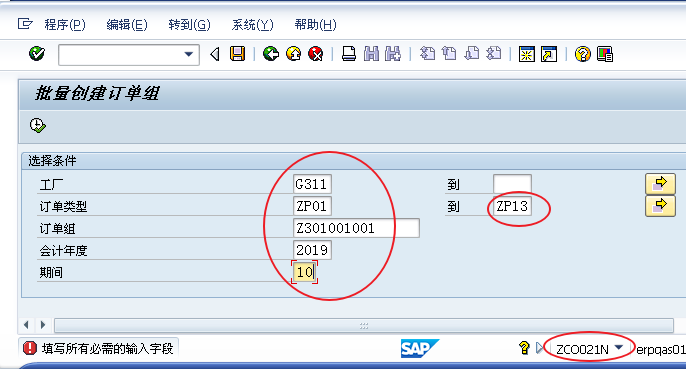 程序(P) 编辑(E) 转到(G) 系统(Y) 帮助(H)
批量创建订单组
选择条件
工厂 G311 到
订单类型 ZP01 到 ZP13
订单组 Z301001001
会计年度 2019
期间 10
填写所有必需的输入字段 SAP ZCO021N erpqas01